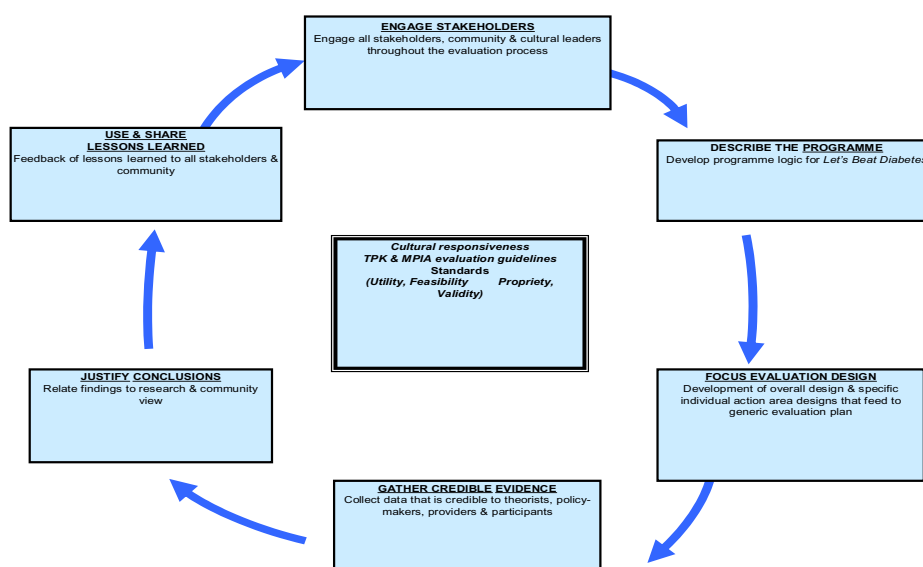 ENGAGE STAKEHOLDERS
Engage all stakeholders, community & cultural leaders
throughout the evaluation process
DESCRIBE THE PROGRAMME
Develop programme logic for Let's Beat Diabetes
FOCUS EVALUATION DESIGN
Development of overall design & specific
individual action area designs that feed to
generic evaluation plan
GATHER CREDIBLE EVIDENCE
Collect data that is credible to theorists, policy-
makers, providers & participants
JUSTIFY CONCLUSIONS
Relate findings to research & community
view
USE & SHARE
LESSONS LEARNED
Feedback of lessons learned to all stakeholders &
community
Cultural responsiveness
TPK & MPIA evaluation guidelines
Standards
(Utility, Feasibility Propriety,
Validity)